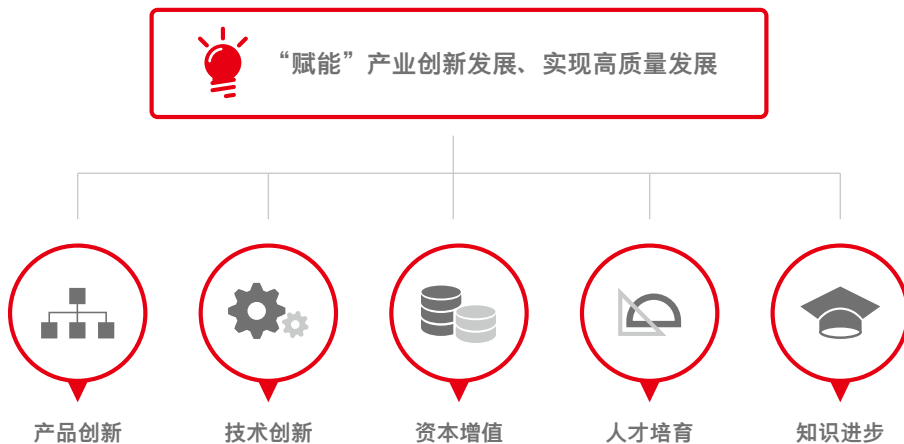 “赋能”产业创新发展、实现高质量发展
产品创新
技术创新
资本增值
人才培育
知识进步